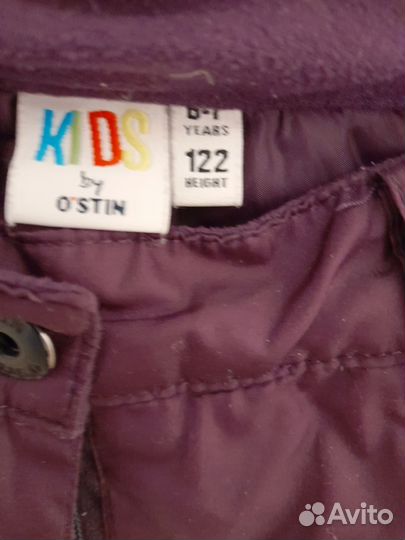 KIDS
by
O'STIN
6-7
YEARS
122
HEIGHT
Avito